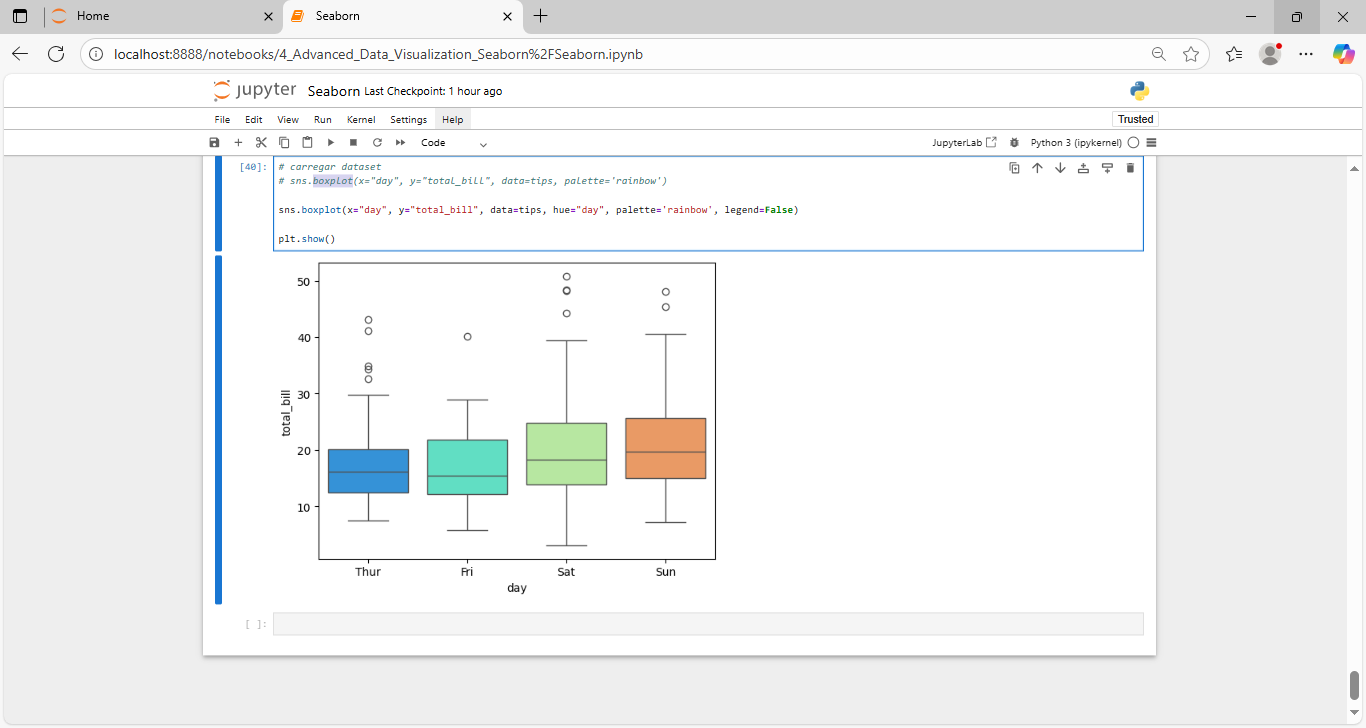 Home
Seaborn
localhost:8888/notebooks/4_Advanced_Data_Visualization_Seaborn%2FSeaborn.ipynb
jupyter Seaborn Last Checkpoint: 1 hour ago
File Edit View Run Kernel Settings Help Trusted
Code JupyterLab Python 3 (ipykernel)
[40]: # carregar dataset
# sns.boxplot(x="day", y="total_bill", data=tips, palette='rainbow')
sns.boxplot(x="day", y="total_bill", data=tips, hue="day", palette='rainbow', legend=False)
plt.show()
50
40
30
20
10
total_bill
Thur Fri Sat Sun
day
[ ]: